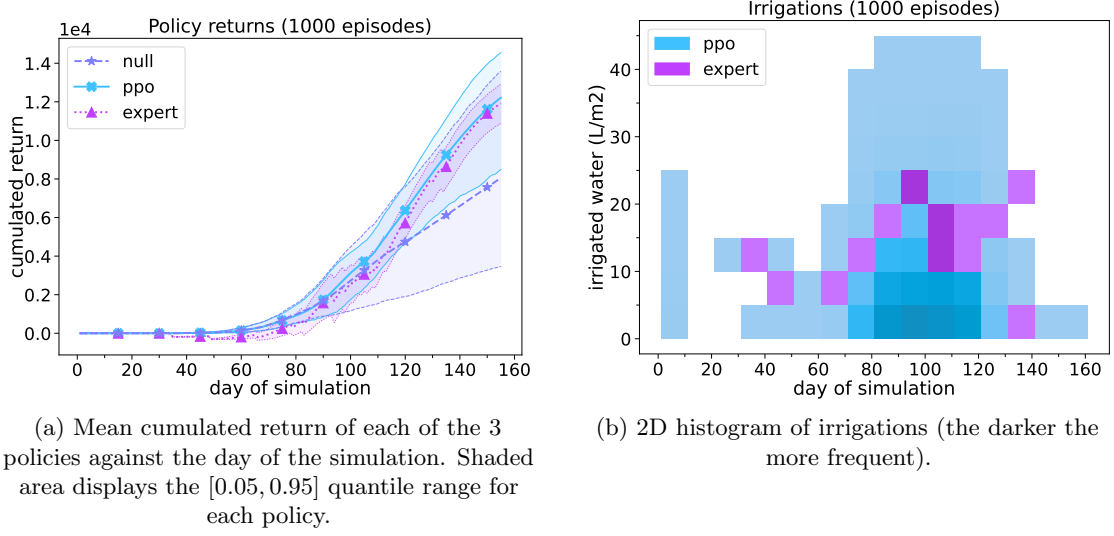 Policy returns (1000 episodes)
1e4
null
ppo
expert
1.4
1.2
1.0
0.8
0.6
0.4
0.2
0.0
cumulated return
0 20 40 60 80 100 120 140 160
day of simulation
(a) Mean cumulated return of each of the 3
policies against the day of the simulation. Shaded
area displays the [0.05, 0.95] quantile range for
each policy.
Irrigations (1000 episodes)
ppo
expert
40
30
20
10
0
irrigated water (L/m2)
0 20 40 60 80 100 120 140 160
day of simulation
(b) 2D histogram of irrigations (the darker the
more frequent).